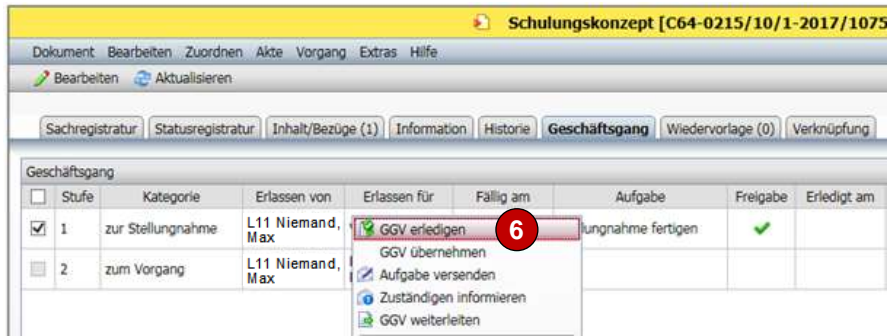 Schulungskonzept [C64-0215/10/1-2017/1075
Dokument Bearbeiten Zuordnen Akte Vorgang Extras Hilfe
Bearbeiten Aktualisieren
Sachregistratur Statusregistratur Inhalt/Bezüge (1) Information Historie Geschäftsgang Wiedervorlage (0) Verknüpfung
Geschäftsgang
Stufe Kategorie Erlassen von Erlassen für Fällig am Aufgabe Freigabe Erledigt am
1 zur Stellungnahme L11 Niemand, Max lungnahme fertigen
GGV erledigen 6
GGV übernehmen
2 zum Vorgang L11 Niemand, Max
Aufgabe versenden
Zuständigen informieren
GGV weiterleiten